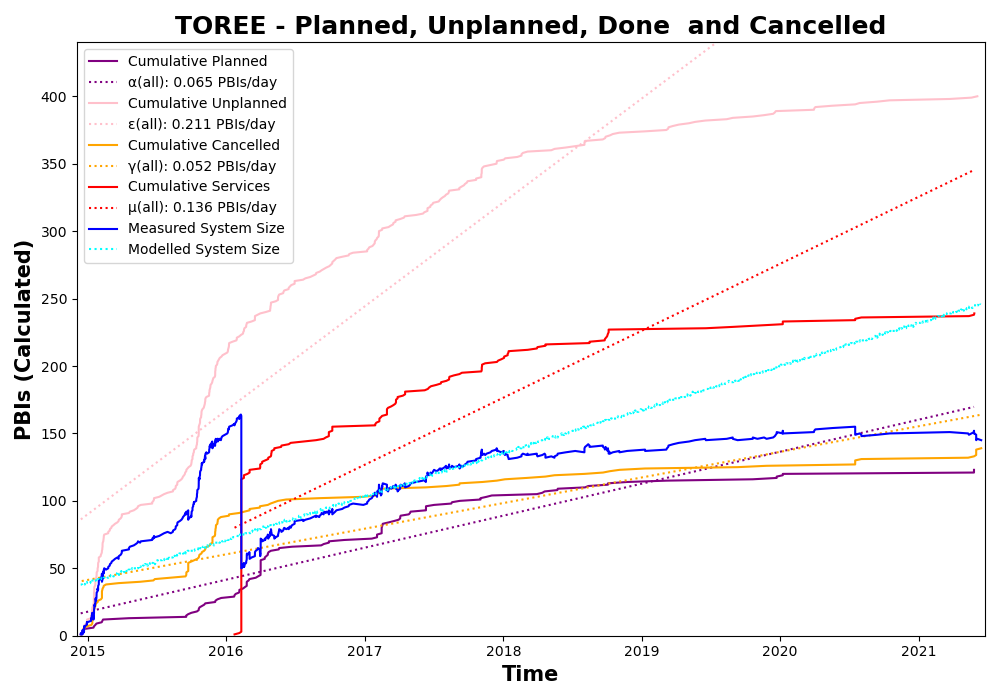 TOREE - Planned, Unplanned, Done  and Cancelled
Cumulative Planned
α(all): 0.065 PBIs/day
Cumulative Unplanned
ε(all): 0.211 PBIs/day
Cumulative Cancelled
γ(all): 0.052 PBIs/day
Cumulative Services
μ(all): 0.136 PBIs/day
Measured System Size
Modelled System Size
PBIs (Calculated)
400
350
300
250
200
150
100
50
0
2015 2016 2017 2018 2019 2020 2021
Time